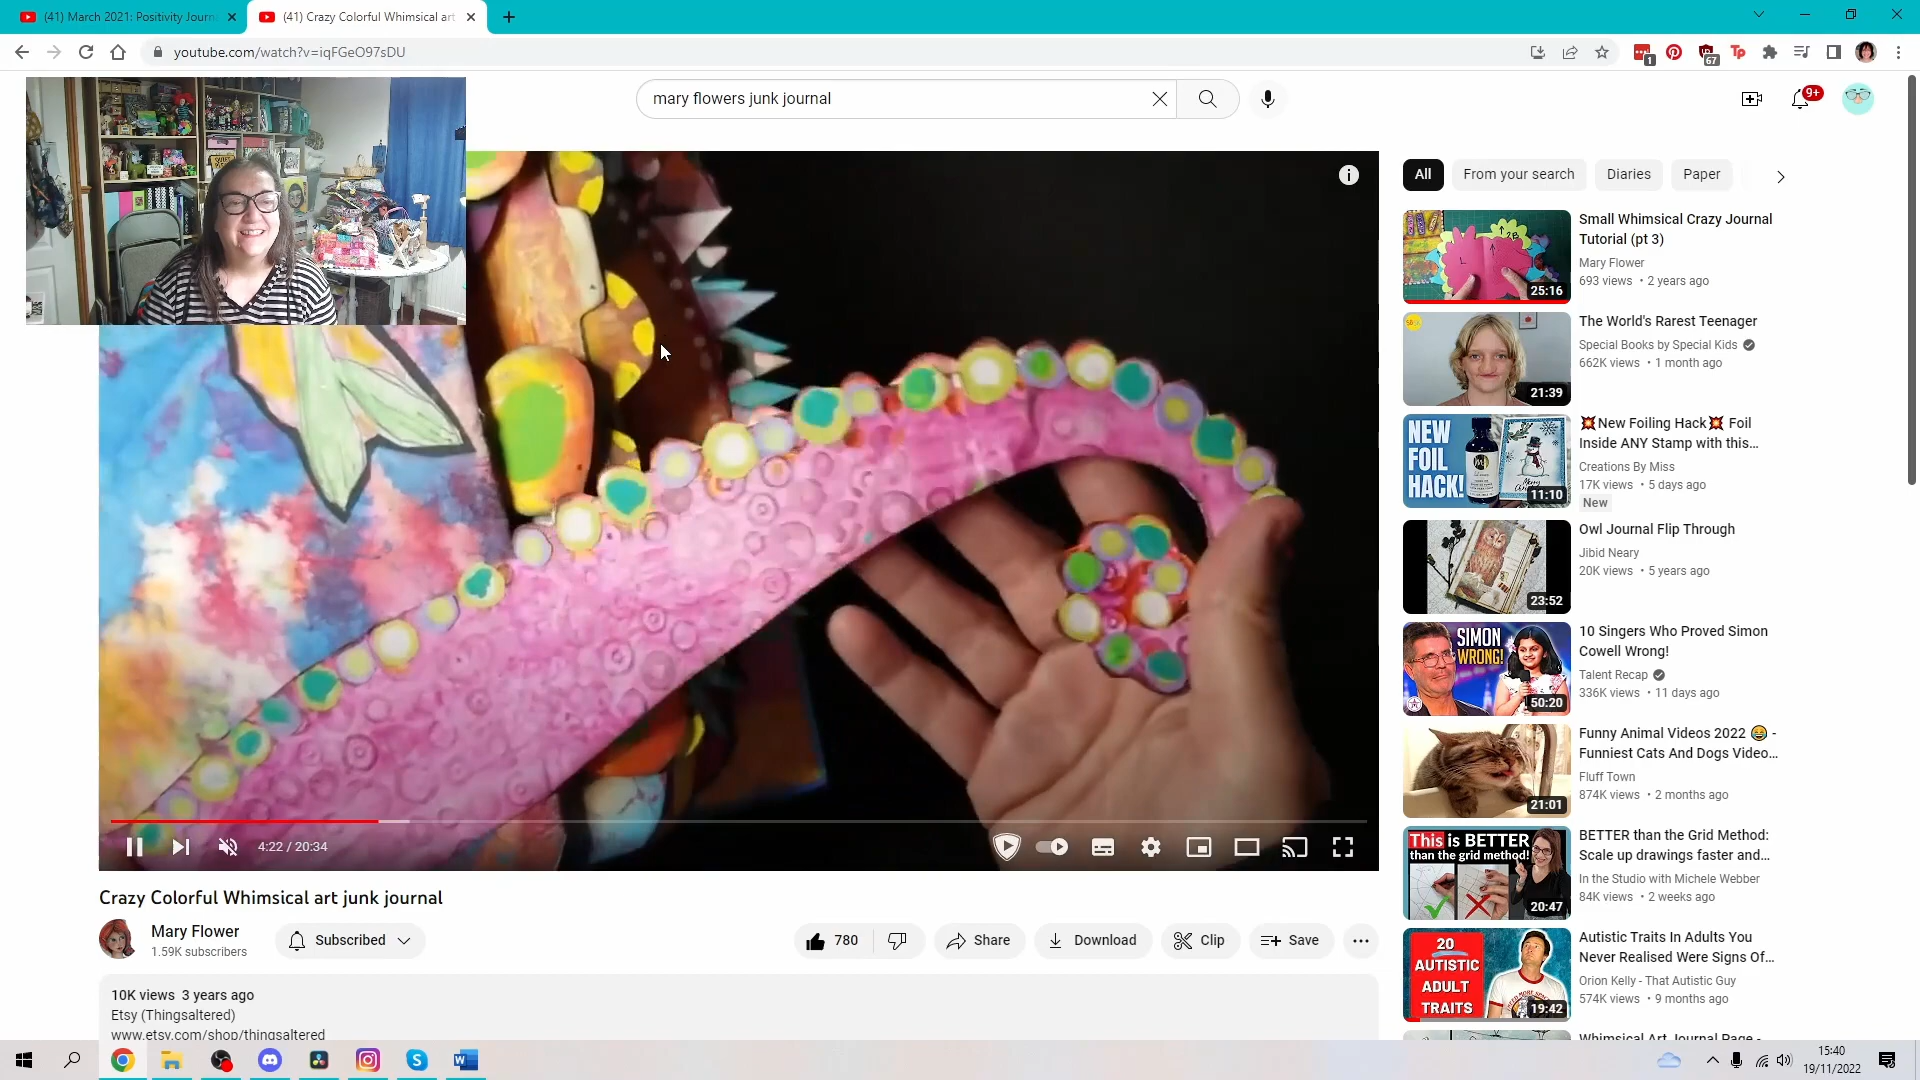 (41) March 2021: Positivity Journ
(41) Crazy Colorful Whimsical art
youtube.com/watch?v=iqFGeO97sDU
1
67
Tp
mary flowers junk journal
9+
All
From your search
Diaries
Paper
Small Whimsical Crazy Journal
Tutorial (pt 3)
Mary Flower
693 views • 2 years ago
25:16
The World's Rarest Teenager
Special Books by Special Kids
662K views • 1 month ago
21:39
NEW
FOIL
HACK!
11:10
💥New Foiling Hack💥 Foil
Inside ANY Stamp with this...
Creations By Miss
17K views • 5 days ago
New
Owl Journal Flip Through
Jibid Neary
20K views • 5 years ago
23:52
SIMON
WRONG!
50:20
10 Singers Who Proved Simon
Cowell Wrong!
Talent Recap
336K views • 11 days ago
Funny Animal Videos 2022 😂 -
Funniest Cats And Dogs Video...
Fluff Town
874K views • 2 months ago
21:01
This is BETTER
than the grid method!
20:47
BETTER than the Grid Method:
Scale up drawings faster and...
In the Studio with Michele Webber
84K views • 2 weeks ago
20
AUTISTIC
ADULT
TRAITS
19:42
Autistic Traits In Adults You
Never Realised Were Signs Of...
Orion Kelly - That Autistic Guy
574K views • 9 months ago
Whimsical Art Journal Page -
4:22 / 20:34
Crazy Colorful Whimsical art junk journal
Mary Flower
1.59K subscribers
Subscribed
780
Share
Download
Clip
Save
10K views 3 years ago
Etsy (Thingsaltered)
www.etsy.com/shop/thingsaltered
15:40
19/11/2022